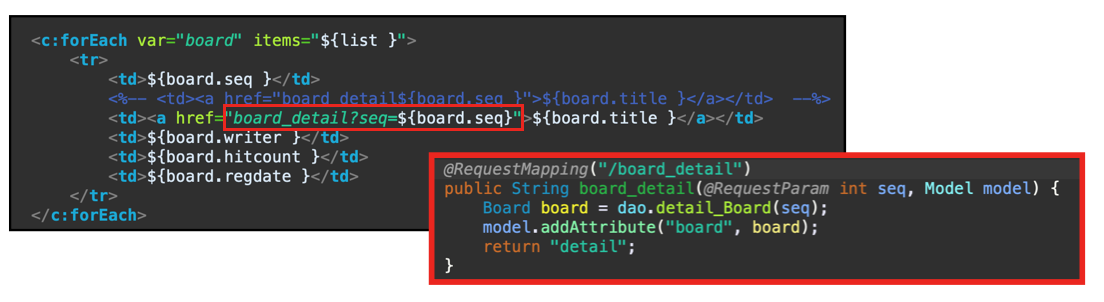 <c:forEach var="board" items="${list }">
<tr>
<td>${board.seq }</td>
<%-- <td><a href="board_detail${board.seq }">${board.title }</a></td>  --%>
<td><a href="board_detail?seq=${board.seq}">${board.title }</a></td>
<td>${board.writer }</td>
<td>${board.hitcount }</td>
<td>${board.regdate }</td>
</tr>
</c:forEach>
@RequestMapping("/board_detail")
public String board_detail(@RequestParam int seq, Model model) {
Board board = dao.detail_Board(seq);
model.addAttribute("board", board);
return "detail";
}